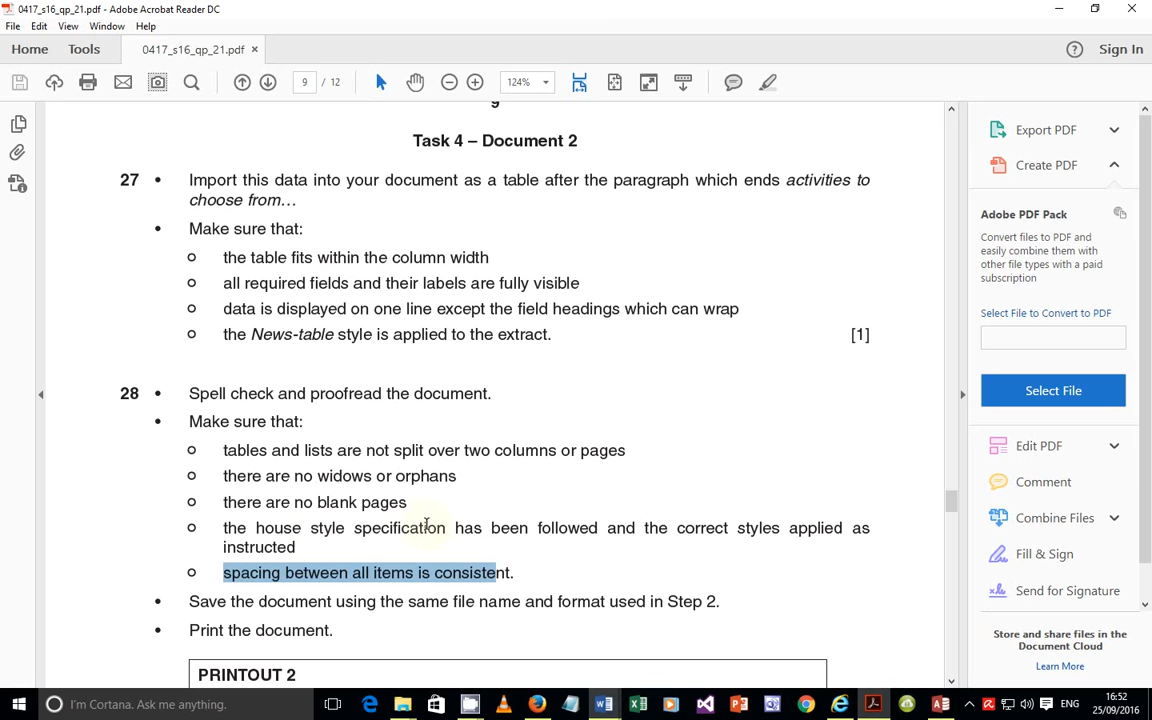 0417_s16_qp_21.pdf - Adobe Acrobat Reader DC
File Edit View Window Help
Home Tools 0417_s16_qp_21.pdf × Sign In
9 / 12 124%
9
Task 4 – Document 2
27 • Import this data into your document as a table after the paragraph which ends activities to
choose from…
• Make sure that:
o the table fits within the column width
o all required fields and their labels are fully visible
o data is displayed on one line except the field headings which can wrap
o the News-table style is applied to the extract. [1]
28 • Spell check and proofread the document.
• Make sure that:
o tables and lists are not split over two columns or pages
o there are no widows or orphans
o there are no blank pages
o the house style specification has been followed and the correct styles applied as
instructed
o spacing between all items is consistent.
• Save the document using the same file name and format used in Step 2.
• Print the document.
PRINTOUT 2
Export PDF
Create PDF
Adobe PDF Pack
Convert files to PDF and
easily combine them with
other file types with a paid
subscription
Select File to Convert to PDF
Select File
Edit PDF
Comment
Combine Files
Fill & Sign
Send for Signature
Store and share files in the
Document Cloud
Learn More
I'm Cortana. Ask me anything.
ENG
16:52
25/09/2016